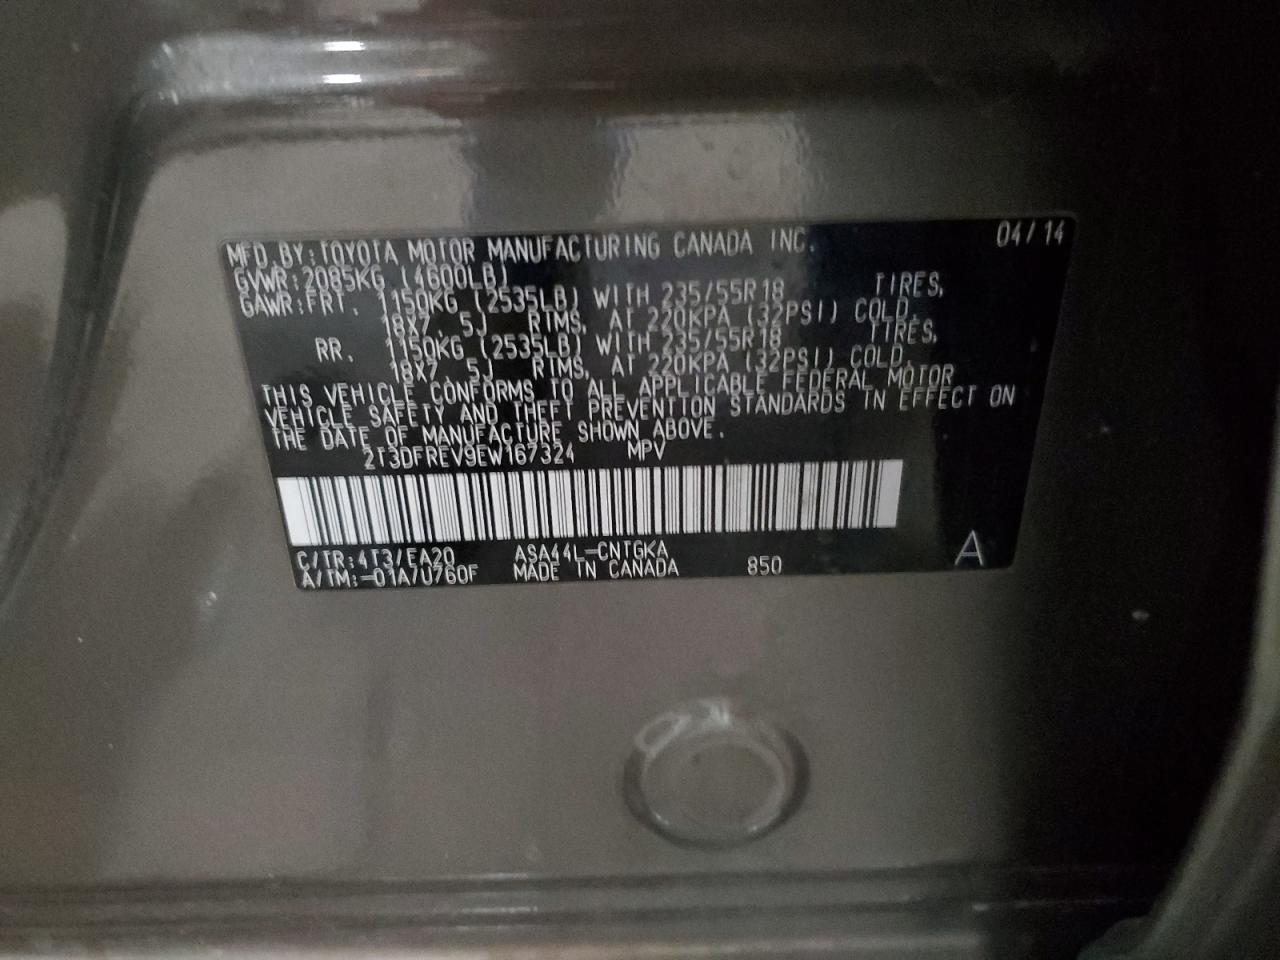 MFD.BY:TOYOTA MOTOR MANUFACTURING CANADA INC. 04/14
GVWR:2085KG (4600LB)
GAWR:FRT. 1150KG (2535LB) WITH 235/55R18 TIRES,
18X7. 5J RIMS, AT 220KPA (32PSI) COLD.
RR. 1150KG (2535LB) WITH 235/55R18 TIRES,
18X7. 5J RIMS, AT 220KPA (32PSI) COLD.
THIS VEHICLE CONFORMS TO ALL APPLICABLE FEDERAL MOTOR
VEHICLE SAFETY AND THEFT PREVENTION STANDARDS IN EFFECT ON
THE DATE OF MANUFACTURE SHOWN ABOVE.
2T3DFREV9EW167324 MPV
C/TR:4T3/EA20 ASA44L-CNTGKA A
A/TM:-01A/U760F MADE IN CANADA 850